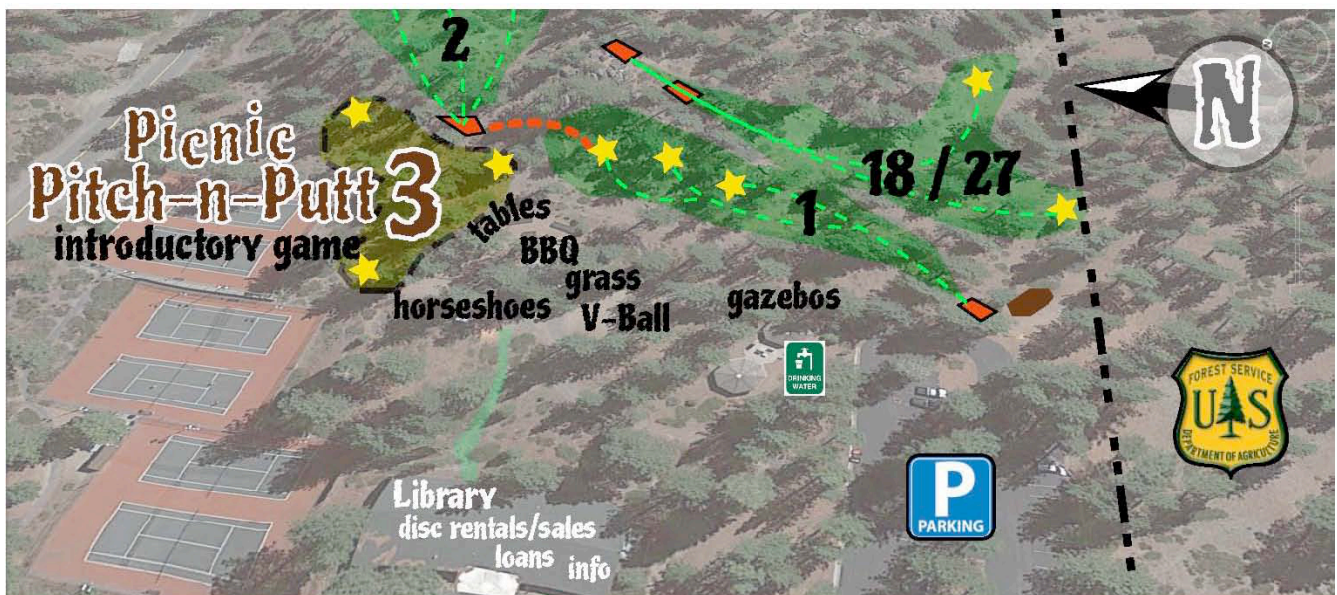 2
Picnic
Pitch-n-Putt 3
introductory game
18 / 27
1
N
tables
BBQ
grass
V-Ball
horseshoes
gazebos
DRINKING
WATER
FOREST SERVICE
U S
DEPARTMENT OF AGRICULTURE
P
PARKING
Library
disc rentals/sales
loans
info